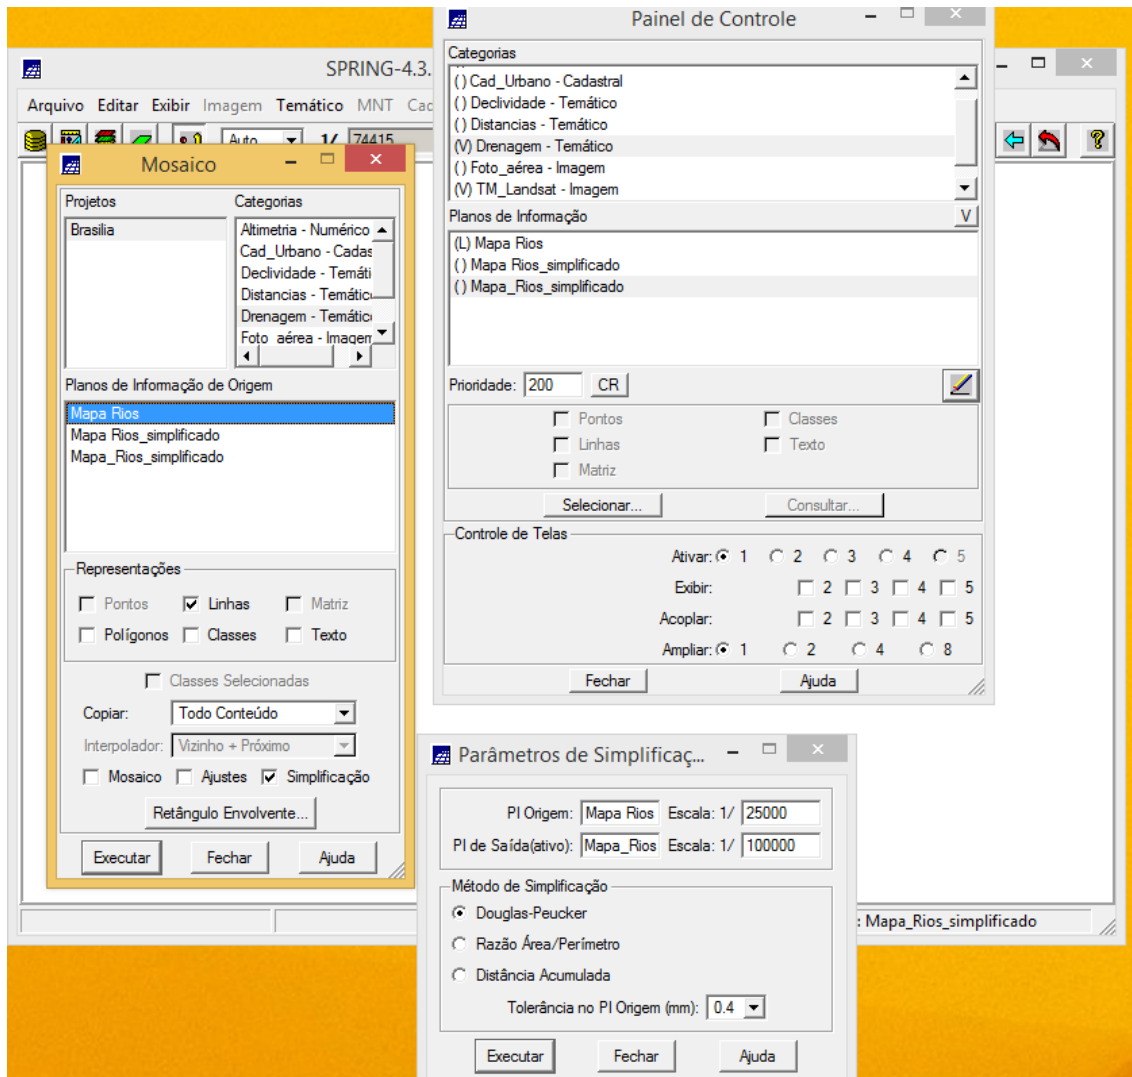 Painel de Controle
Categorias
( ) Cad_Urbano - Cadastral
( ) Declividade - Temático
( ) Distancias - Temático
(V) Drenagem - Temático
( ) Foto_aérea - Imagem
(V) TM_Landsat - Imagem
Planos de Informação V
(L) Mapa Rios
( ) Mapa Rios_simplificado
( ) Mapa_Rios_simplificado
Prioridade: 200 CR
Pontos Classes
Linhas Texto
Matriz
Selecionar... Consultar...
Controle de Telas
Ativar: 1 2 3 4 5
Exibir: 2 3 4 5
Acoplar: 2 3 4 5
Ampliar: 1 2 4 8
Fechar Ajuda
SPRING-4.3.
Arquivo Editar Exibir Imagem Temático MNT Cad
Auto 1/ 74415
?
Mosaico
Projetos Categorias
Brasilia
Altimetria - Numérico
Cad_Urbano - Cadas
Declividade - Temáti
Distancias - Temátic
Drenagem - Temátic
Foto_aérea - Imagem
Planos de Informação de Origem
Mapa Rios
Mapa Rios_simplificado
Mapa_Rios_simplificado
Representações
Pontos Linhas Matriz
Polígonos Classes Texto
Classes Selecionadas
Copiar: Todo Conteúdo
Interpolador: Vizinho + Próximo
Mosaico Ajustes Simplificação
Retângulo Envolvente...
Executar Fechar Ajuda
: Mapa_Rios_simplificado
Parâmetros de Simplificaç...
PI Origem: Mapa Rios Escala: 1/ 25000
PI de Saída(ativo): Mapa_Rios Escala: 1/ 100000
Método de Simplificação
Douglas-Peucker
Razão Área/Perímetro
Distância Acumulada
Tolerância no PI Origem (mm): 0.4
Executar Fechar Ajuda